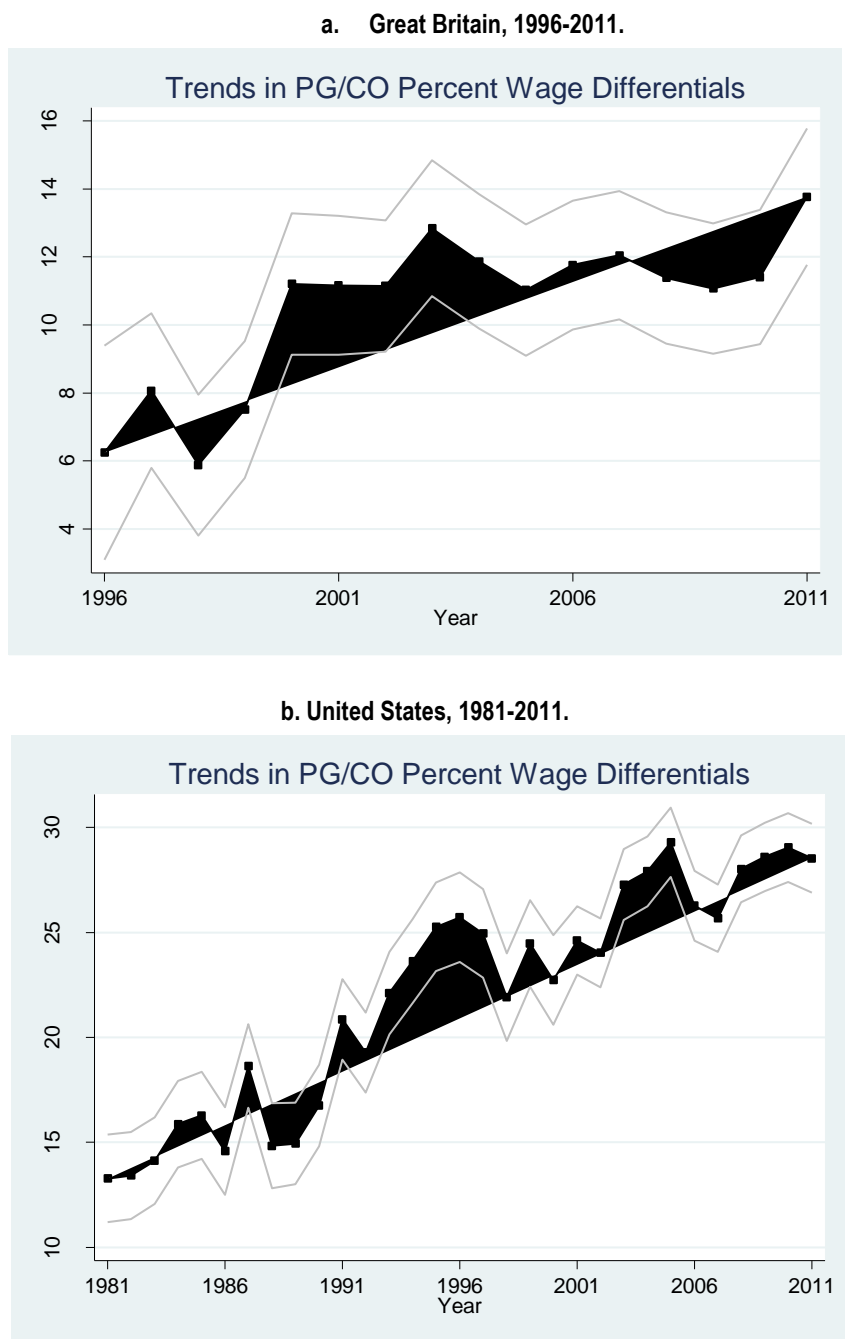 a. Great Britain, 1996-2011.
Trends in PG/CO Percent Wage Differentials
16
14
12
10
8
6
4
1996 2001 2006 2011
Year
b. United States, 1981-2011.
Trends in PG/CO Percent Wage Differentials
30
25
20
15
10
1981 1986 1991 1996 2001 2006 2011
Year